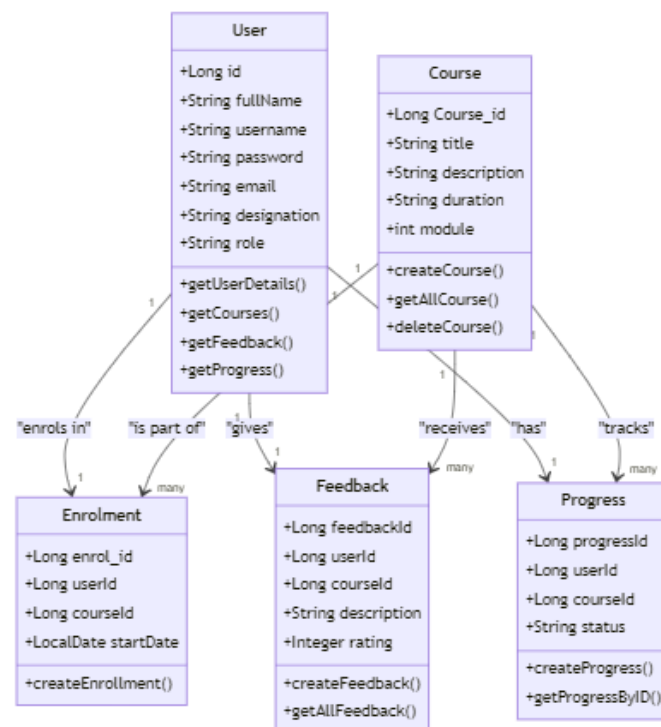 User
+Long id
+String fullName
+String username
+String password
+String email
+String designation
+String role
+getUserDetails()
+getCourses()
+getFeedback()
+getProgress()
Course
+Long Course_id
+String title
+String description
+String duration
+int module
+createCourse()
+getAllCourse()
+deleteCourse()
1
1
1
1
1
1
1
"enrols in"
"is part of"
"gives"
"receives"
"has"
"tracks"
1
many
1
many
1
many
Enrolment
+Long enrol_id
+Long userId
+Long courseId
+LocalDate startDate
+createEnrollment()
Feedback
+Long feedbackId
+Long userId
+Long courseId
+String description
+Integer rating
+createFeedback()
+getAllFeedback()
Progress
+Long progressId
+Long userId
+Long courseId
+String status
+createProgress()
+getProgressByID()